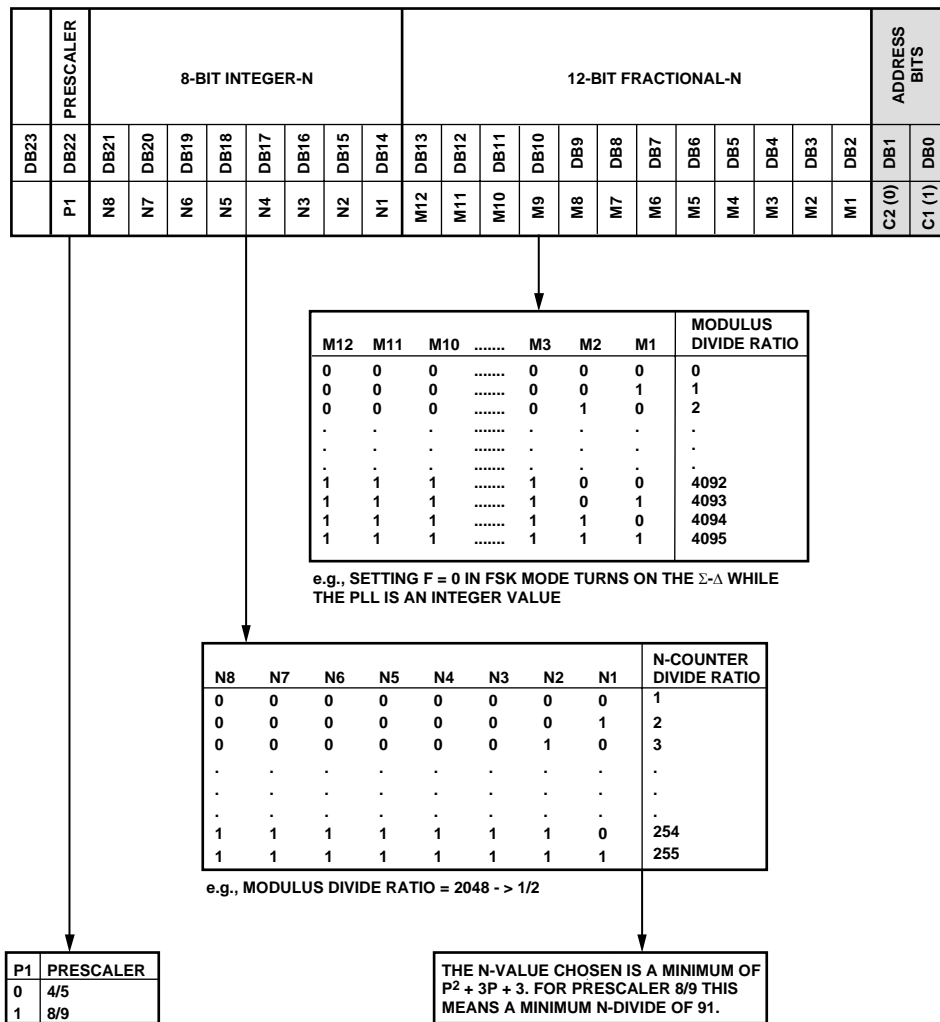 PRESCALER 8-BIT INTEGER-N 12-BIT FRACTIONAL-N ADDRESS BITS
DB23 DB22 DB21 DB20 DB19 DB18 DB17 DB16 DB15 DB14 DB13 DB12 DB11 DB10 DB9 DB8 DB7 DB6 DB5 DB4 DB3 DB2 DB1 DB0
P1 N8 N7 N6 N5 N4 N3 N2 N1 M12 M11 M10 M9 M8 M7 M6 M5 M4 M3 M2 M1 C2 (0) C1 (1)
MODULUS
M12 M11 M10 ....... M3 M2 M1 DIVIDE RATIO
0 0 0 ....... 0 0 0 0
0 0 0 ....... 0 0 1 1
0 0 0 ....... 0 1 0 2
. . . ....... . . . .
. . . ....... . . . .
. . . ....... . . . .
1 1 1 ....... 1 0 0 4092
1 1 1 ....... 1 0 1 4093
1 1 1 ....... 1 1 0 4094
1 1 1 ....... 1 1 1 4095
e.g., SETTING F = 0 IN FSK MODE TURNS ON THE Σ-Δ WHILE
THE PLL IS AN INTEGER VALUE
N-COUNTER
N8 N7 N6 N5 N4 N3 N2 N1 DIVIDE RATIO
0 0 0 0 0 0 0 0 1
0 0 0 0 0 0 0 1 2
0 0 0 0 0 0 1 0 3
. . . . . . . . .
. . . . . . . . .
. . . . . . . . .
1 1 1 1 1 1 1 0 254
1 1 1 1 1 1 1 1 255
e.g., MODULUS DIVIDE RATIO = 2048 - > 1/2
P1 PRESCALER
0 4/5
1 8/9
THE N-VALUE CHOSEN IS A MINIMUM OF
P² + 3P + 3. FOR PRESCALER 8/9 THIS
MEANS A MINIMUM N-DIVIDE OF 91.